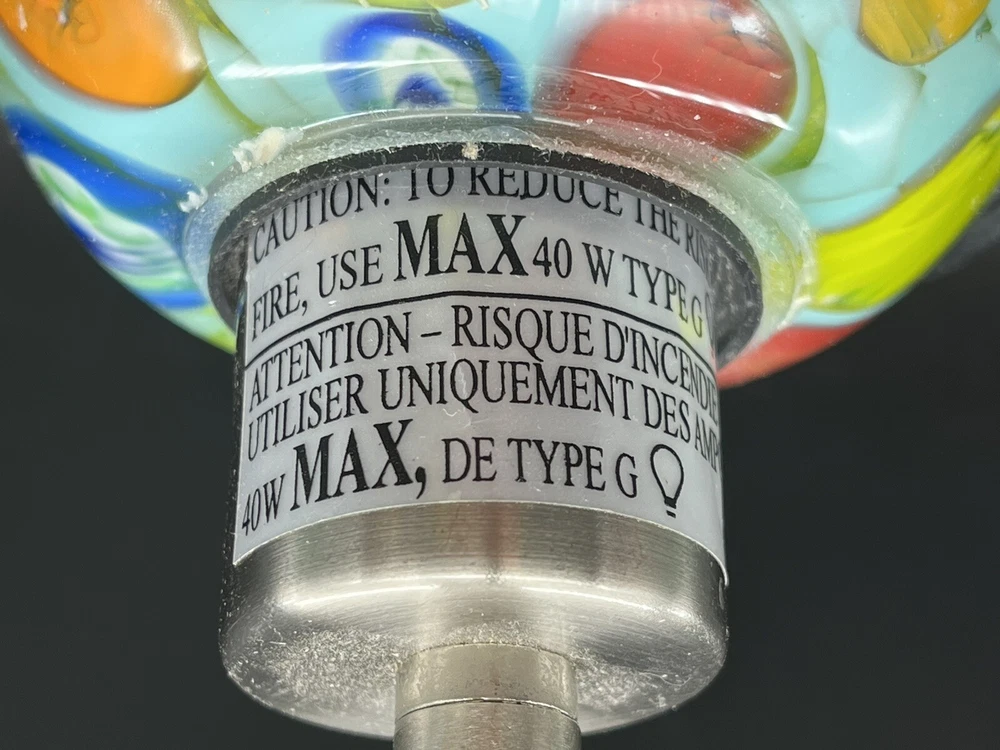 CAUTION: TO REDUCE THE
FIRE, USE MAX 40 W TYPE G
ATTENTION – RISQUE D'INCENDIE
UTILISER UNIQUEMENT DES AMP
40W MAX, DE TYPE G